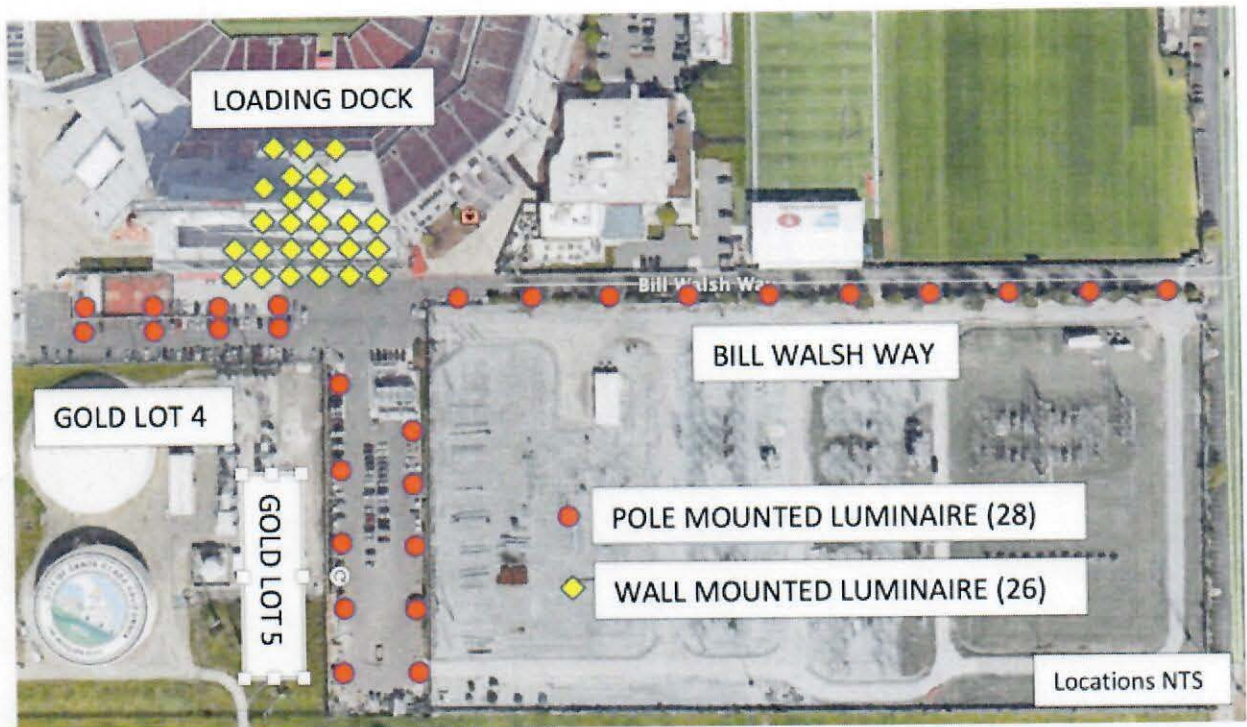 LOADING DOCK
Bill Walsh Way
BILL WALSH WAY
GOLD LOT 4
GOLD LOT 5
POLE MOUNTED LUMINAIRE (28)
WALL MOUNTED LUMINAIRE (26)
Locations NTS